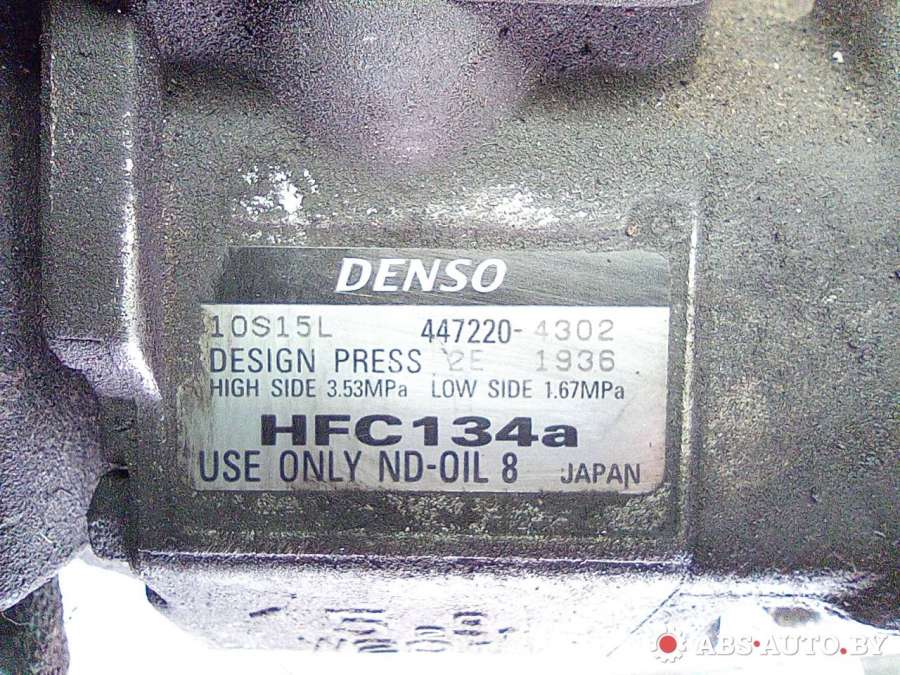 DENSO
10S15L 447220-4302
DESIGN PRESS 2E 1936
HIGH SIDE 3.53MPa LOW SIDE 1.67MPa
HFC134a
USE ONLY ND-OIL 8 JAPAN
ABS-AUTO.BY